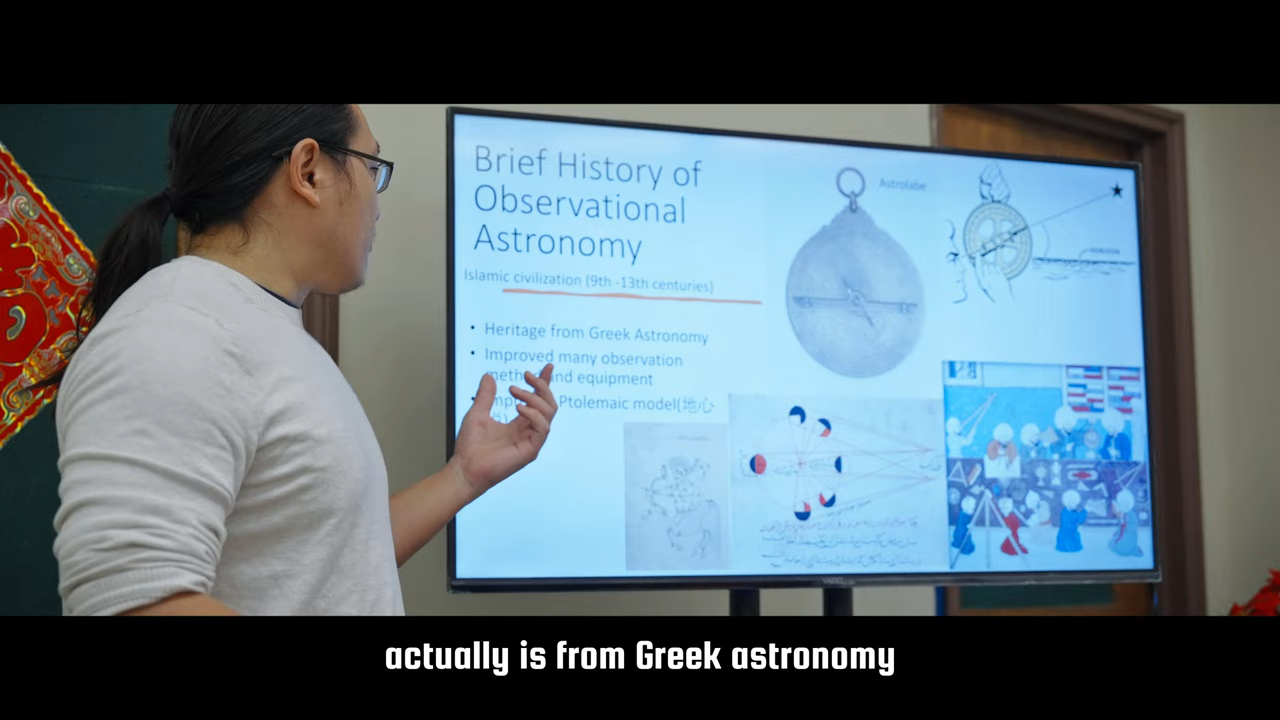 Brief History of
Observational
Astronomy
Islamic civilization (9th -13th centuries)
• Heritage from Greek Astronomy
• Improved many observation
and equipment
Ptolemaic model(地心
Astrolabe
HORIZON
actually is from Greek astronomy